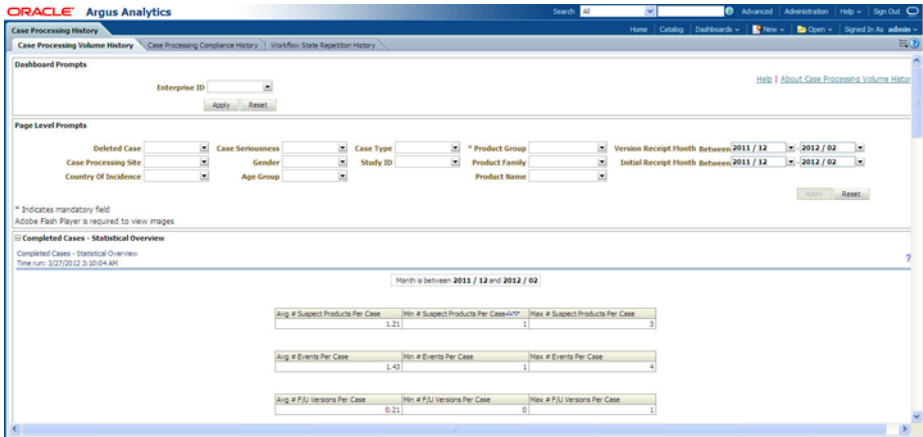 ORACLE Argus Analytics Search All Advanced Administration Help Sign Out
Case Processing History Home Catalog Dashboards New Open Signed In As admin
Case Processing Volume History Case Processing Compliance History Workflow State Repetition History
Dashboard Prompts
Help | About Case Processing Volume Histor
Enterprise ID
Apply Reset
Page Level Prompts
Deleted Case Case Seriousness Case Type * Product Group Version Receipt Month Between 2011 / 12 - 2012 / 02
Case Processing Site Gender Study ID Product Family Initial Receipt Month Between 2011 / 12 - 2012 / 02
Country Of Incidence Age Group Product Name
Apply Reset
* Indicates mandatory field
Adobe Flash Player is required to view images
Completed Cases - Statistical Overview
Completed Cases - Statistical Overview
Time run: 3/27/2012 3:10:04 AM
?
Month is between 2011 / 12 and 2012 / 02
Avg # Suspect Products Per Case Min # Suspect Products Per Case Max # Suspect Products Per Case
1.21 1 3
Avg # Events Per Case Min # Events Per Case Max # Events Per Case
1.43 1 4
Avg # F/U Versions Per Case Min # F/U Versions Per Case Max # F/U Versions Per Case
0.21 0 1